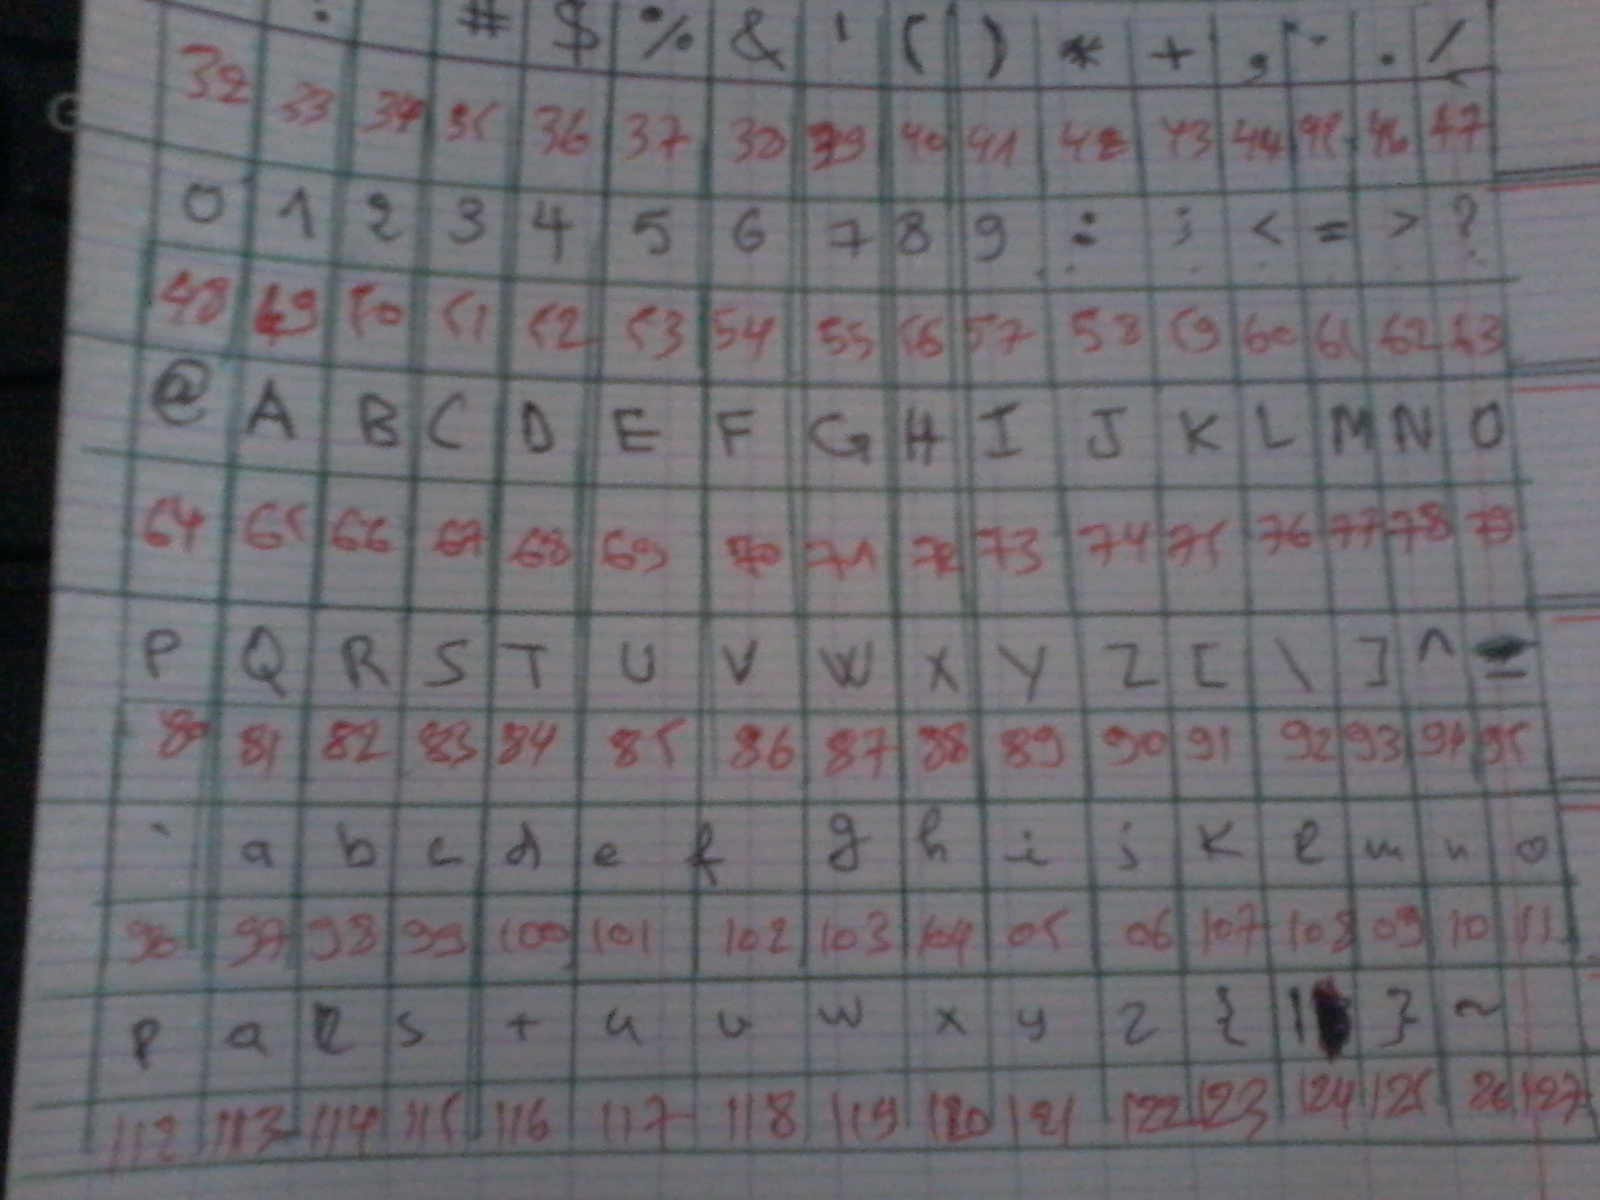 # $ % & ' ( ) * + , - . /
32 33 34 35 36 37 38 39 40 41 42 43 44 45 46 47
0 1 2 3 4 5 6 7 8 9 : ; < = > ?
48 49 50 51 52 53 54 55 56 57 58 59 60 61 62 63
@ A B C D E F G H I J K L M N O
64 65 66 67 68 69 70 71 72 73 74 75 76 77 78 79
P Q R S T U V W X Y Z [ \ ] ^ _
80 81 82 83 84 85 86 87 88 89 90 91 92 93 94 95
` a b c d e f g h i j k l m n o
96 97 98 99 100 101 102 103 104 05 06 107 108 09 10 11
p a r s t u v w x y z { | } ~
112 113 114 115 116 117 118 119 120 121 122 123 124 125 26 127